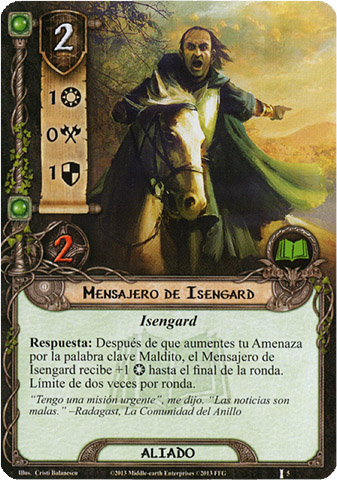 2
1
0
1
2
Mensajero de Isengard
Isengard
Respuesta: Después de que aumentes tu Amenaza
por la palabra clave Maldito, el Mensajero de
Isengard recibe +1 hasta el final de la ronda.
Límite de dos veces por ronda.
“Tengo una misión urgente”, me dijo. “Las noticias son
malas.” –Radagast, La Comunidad del Anillo
ALIADO
Illus. Cristi Balanescu ©2013 Middle-earth Enterprises ©2013 FFG 5